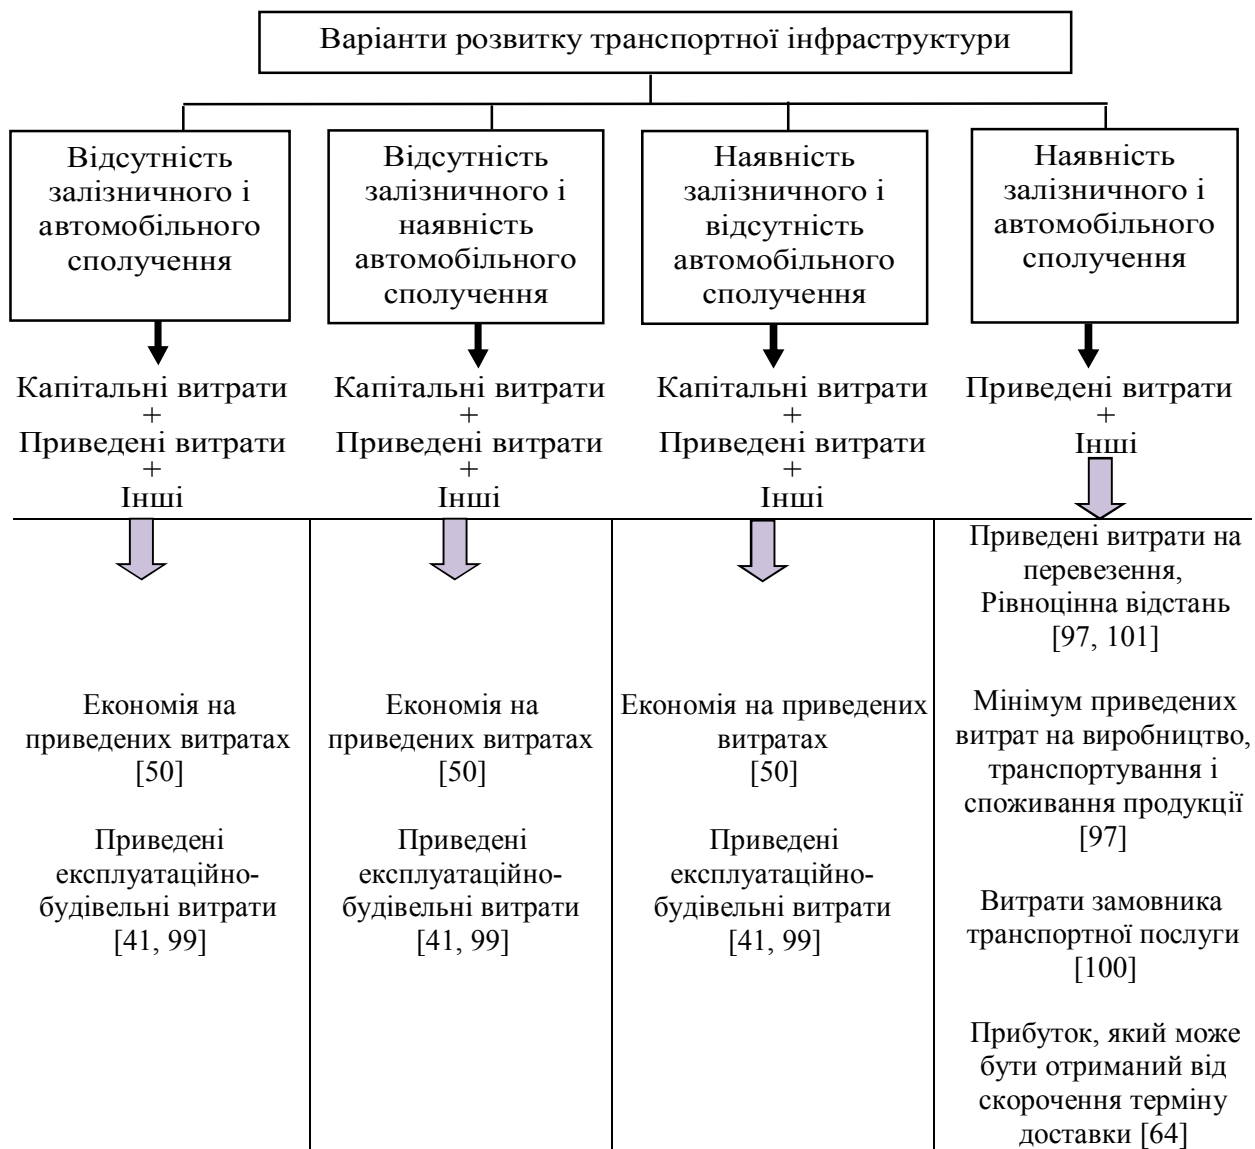 Варіанти розвитку транспортної інфраструктури
Відсутність
залізничного і
автомобільного
сполучення
Відсутність
залізничного і
наявність
автомобільного
сполучення
Наявність
залізничного і
відсутність
автомобільного
сполучення
Наявність
залізничного і
автомобільного
сполучення
Капітальні витрати
+
Приведені витрати
+
Інші
Капітальні витрати
+
Приведені витрати
+
Інші
Капітальні витрати
+
Приведені витрати
+
Інші
Приведені витрати
+
Інші
Економія на
приведених витратах
[50]
Приведені
експлуатаційно-
будівельні витрати
[41, 99]
Економія на
приведених витратах
[50]
Приведені
експлуатаційно-
будівельні витрати
[41, 99]
Економія на приведених
витратах
[50]
Приведені
експлуатаційно-
будівельні витрати
[41, 99]
Приведені витрати на
перевезення,
Рівноцінна відстань
[97, 101]
Мінімум приведених
витрат на виробництво,
транспортування і
споживання продукції
[97]
Витрати замовника
транспортної послуги
[100]
Прибуток, який може
бути отриманий від
скорочення терміну
доставки [64]